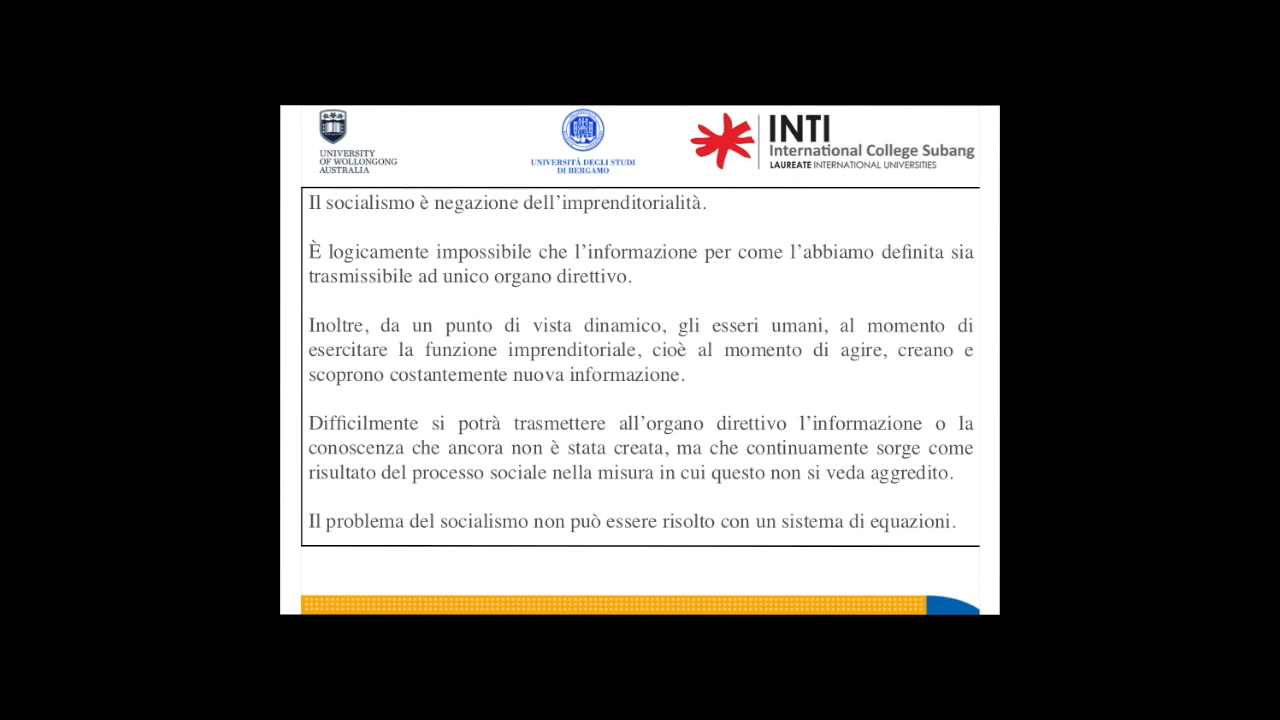 UNIVERSITY
OF WOLLONGONG
AUSTRALIA
UNIVERSITÀ DEGLI STUDI
DI BERGAMO
INTI
International College Subang
LAUREATE INTERNATIONAL UNIVERSITIES
Il socialismo è negazione dell’imprenditorialità.
È logicamente impossibile che l’informazione per come l’abbiamo definita sia
trasmissibile ad unico organo direttivo.
Inoltre, da un punto di vista dinamico, gli esseri umani, al momento di
esercitare la funzione imprenditoriale, cioè al momento di agire, creano e
scoprono costantemente nuova informazione.
Difficilmente si potrà trasmettere all’organo direttivo l’informazione o la
conoscenza che ancora non è stata creata, ma che continuamente sorge come
risultato del processo sociale nella misura in cui questo non si veda aggredito.
Il problema del socialismo non può essere risolto con un sistema di equazioni.